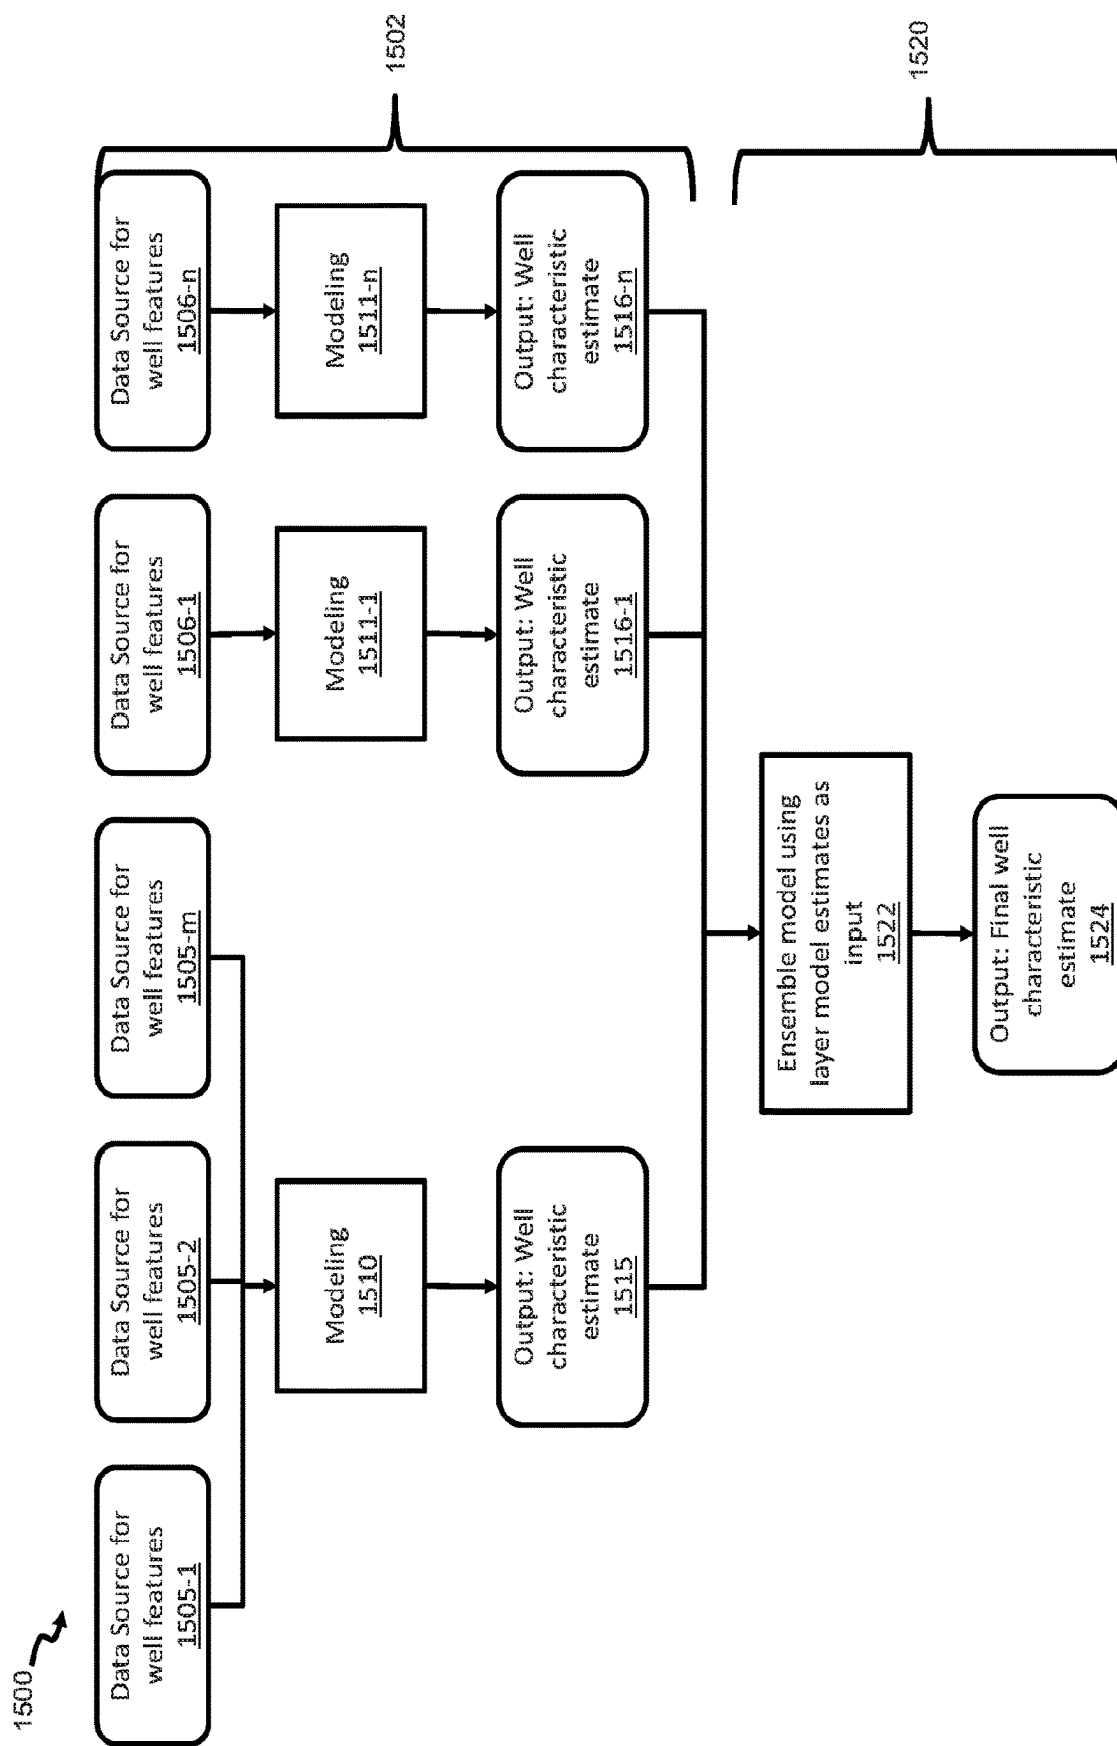 1500
Data Source for
well features
1505-1
Data Source for
well features
1505-2
Data Source for
well features
1505-m
Data Source for
well features
1506-1
Data Source for
well features
1506-n
Modeling
1510
Modeling
1511-1
Modeling
1511-n
1502
Output: Well
characteristic
estimate
1515
Output: Well
characteristic
estimate
1516-1
Output: Well
characteristic
estimate
1516-n
Ensemble model using
layer model estimates as
input
1522
1520
Output: Final well
characteristic
estimate
1524